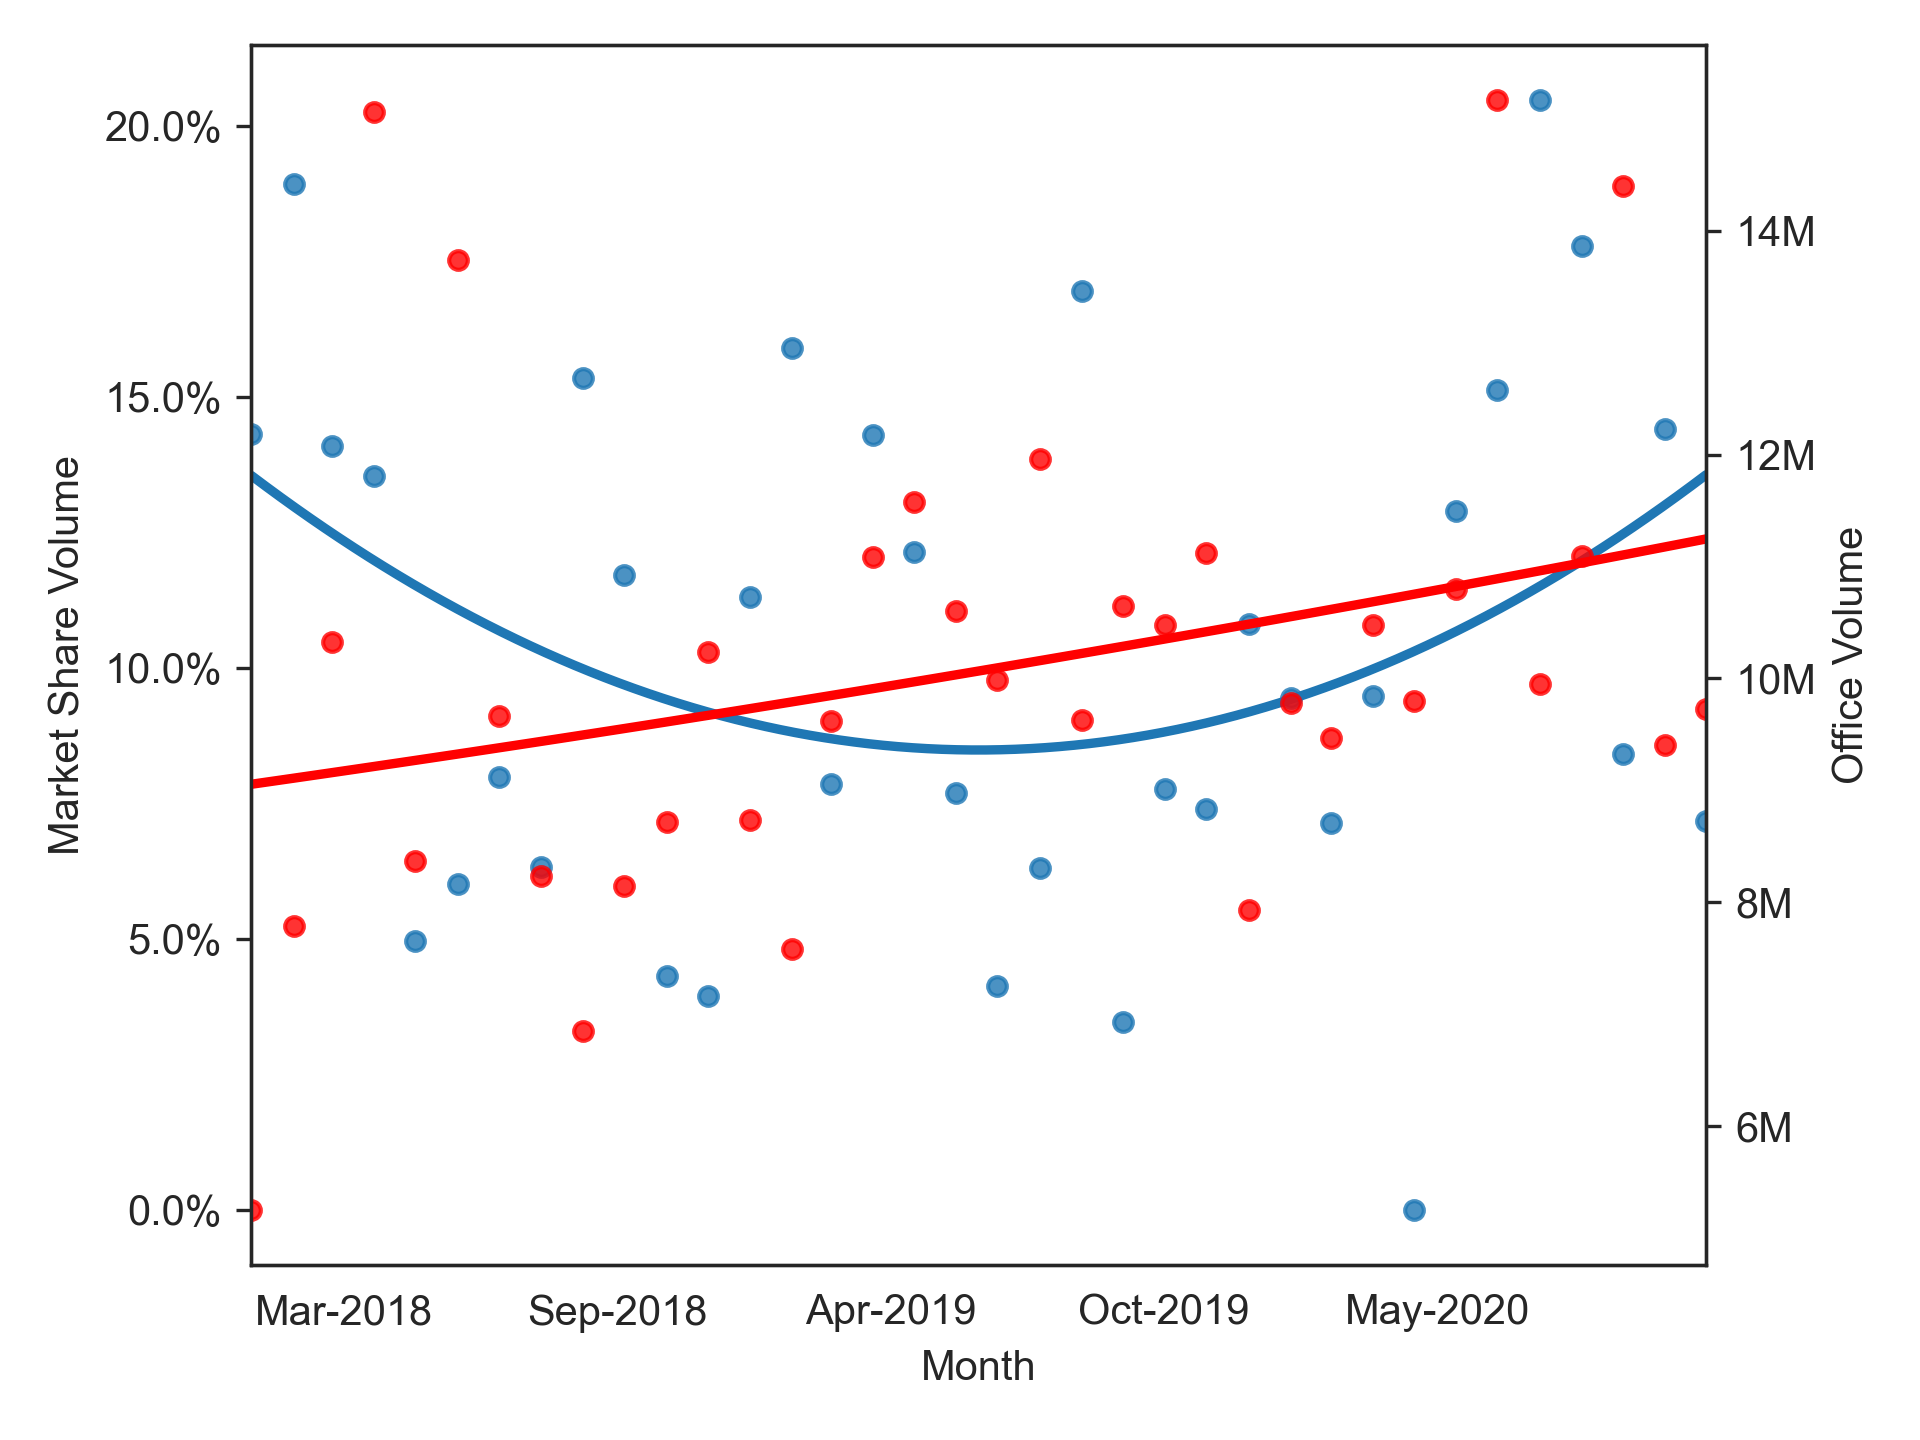 20.0%
15.0%
10.0%
5.0%
0.0%
Market Share Volume
14M
12M
10M
8M
6M
Office Volume
Mar-2018
Sep-2018
Apr-2019
Oct-2019
May-2020
Month